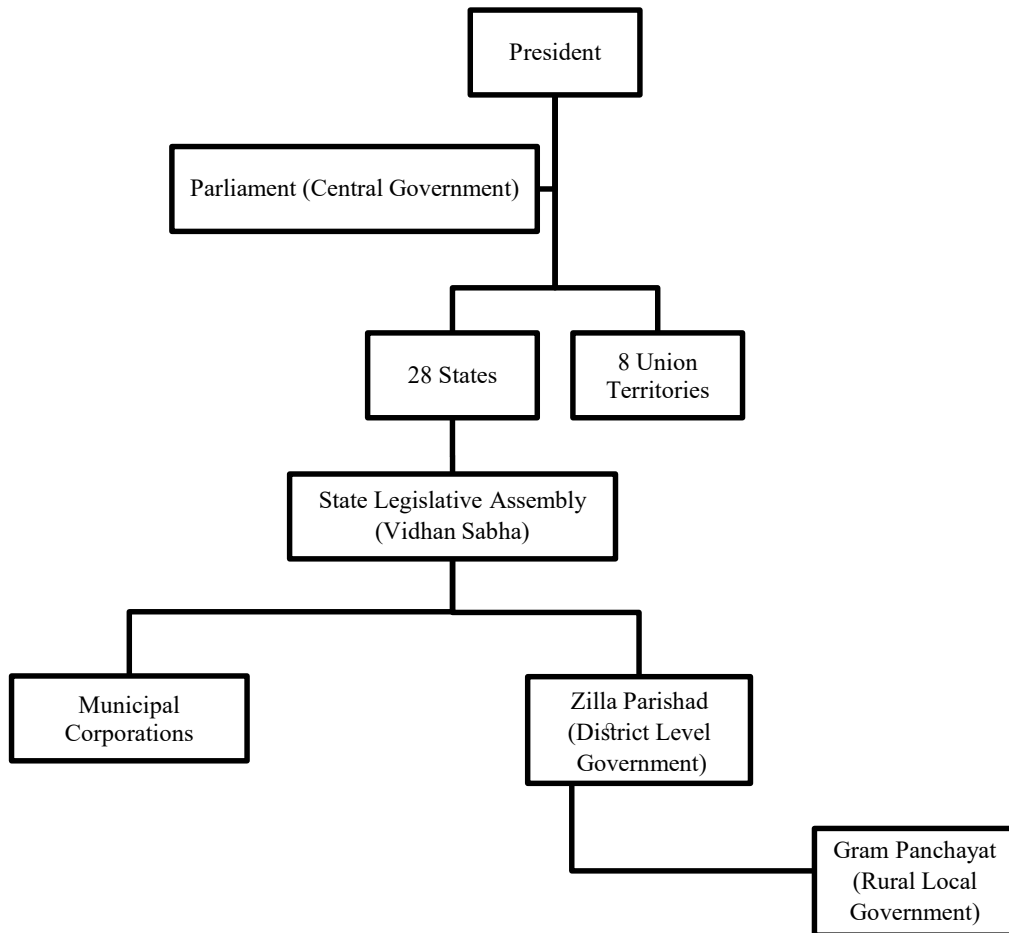 President
Parliament (Central Government)
28 States
8 Union
Territories
State Legislative Assembly
(Vidhan Sabha)
Municipal
Corporations
Zilla Parishad
(District Level
Government)
Gram Panchayat
(Rural Local
Government)